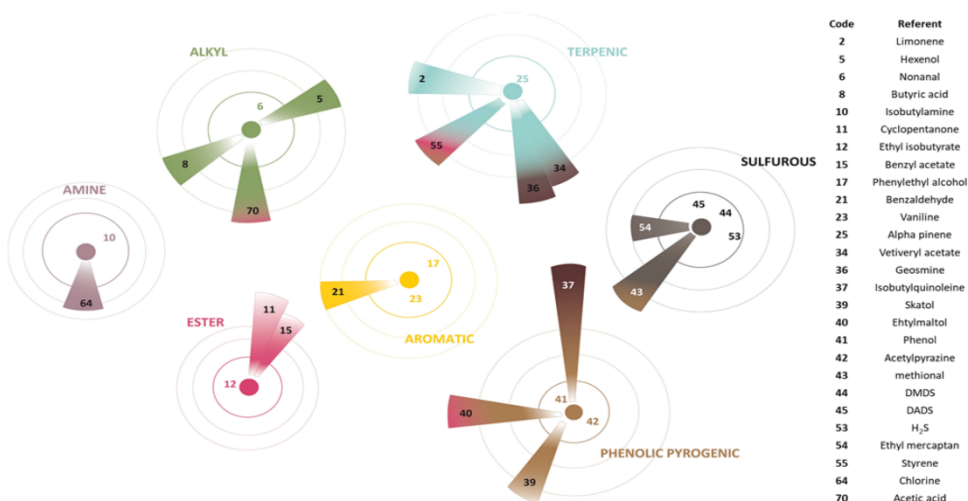 ALKYL
6
5
8
70
TERPENIC
2
25
55
34
36
SULFUROUS
45
44
53
54
43
AMINE
10
64
AROMATIC
17
23
21
ESTER
11
15
12
PHENOLIC PYROGENIC
37
41
42
40
39
Code Referent
2 Limonene
5 Hexenol
6 Nonanal
8 Butyric acid
10 Isobutylamine
11 Cyclopentanone
12 Ethyl isobutyrate
15 Benzyl acetate
17 Phenylethyl alcohol
21 Benzaldehyde
23 Vaniline
25 Alpha pinene
34 Vetiveryl acetate
36 Geosmine
37 Isobutylquinoleine
39 Skatol
40 Ehtylmaltol
41 Phenol
42 Acetylpyrazine
43 methional
44 DMDS
45 DADS
53 H₂S
54 Ethyl mercaptan
55 Styrene
64 Chlorine
70 Acetic acid